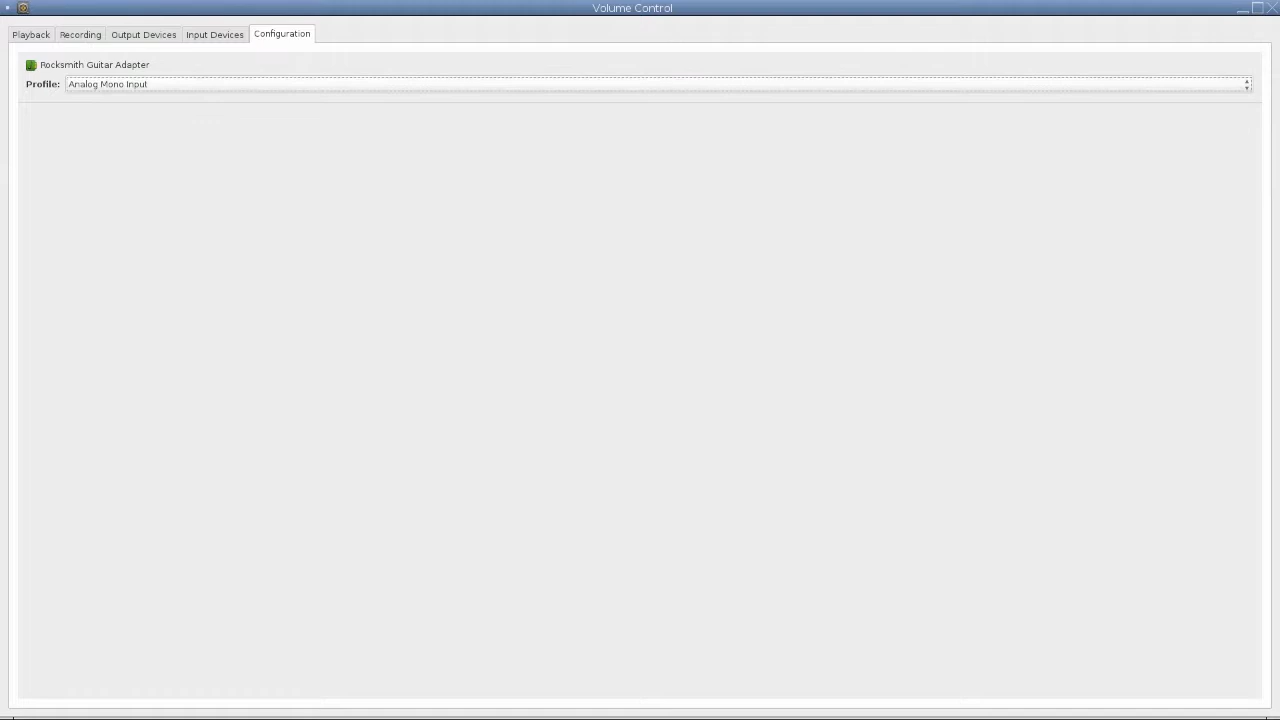 Volume Control
Playback Recording Output Devices Input Devices Configuration
Rocksmith Guitar Adapter
Profile: Analog Mono Input